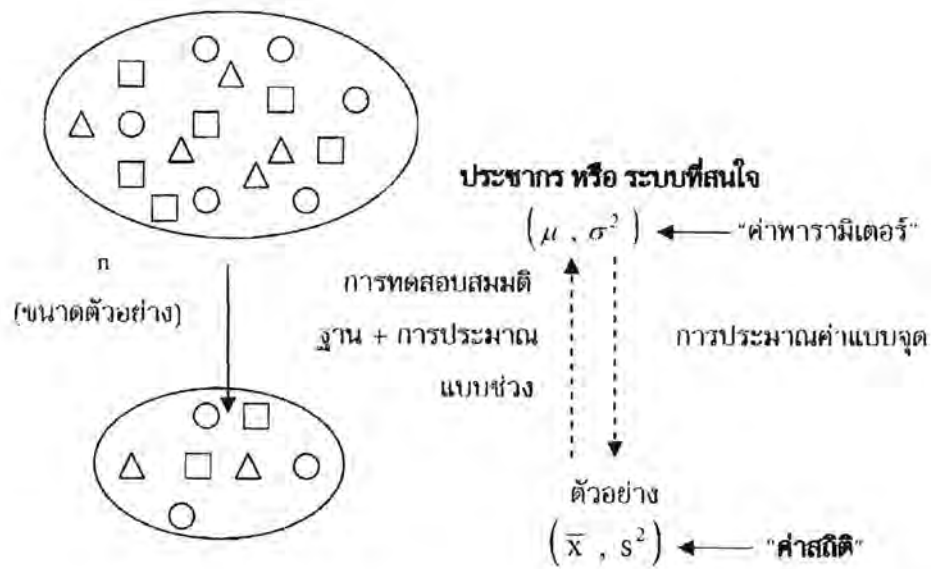 ประชากร หรือ ระบบที่สนใจ
( μ , σ² )
"ค่าพารามิเตอร์"
n
(ขนาดตัวอย่าง)
การทดสอบสมมติ
ฐาน + การประมาณ
แบบช่วง
การประมาณค่าแบบจุด
ตัวอย่าง
( x̄ , s² )
"ค่าสถิติ"